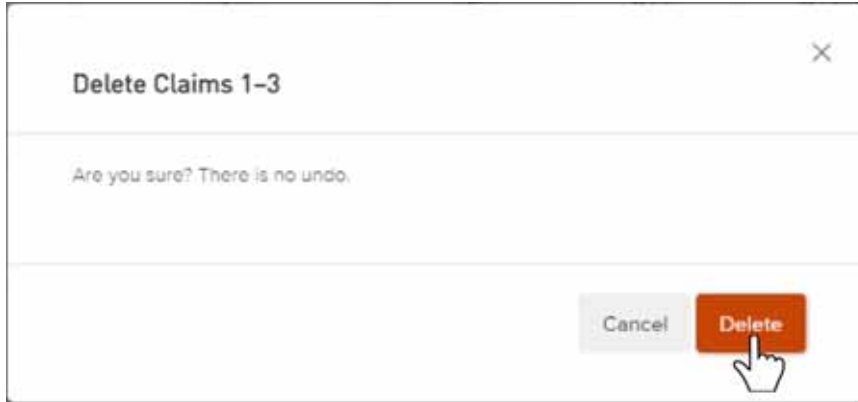 Delete Claims 1–3
Are you sure? There is no undo.
Cancel Delete